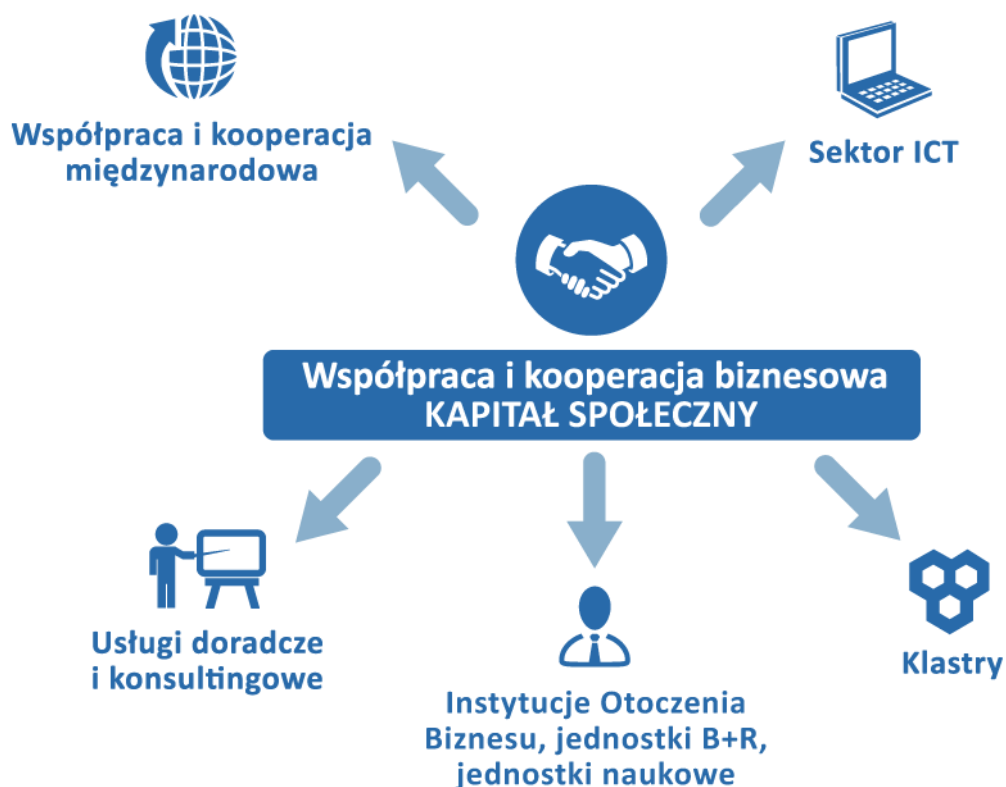 Współpraca i kooperacja
międzynarodowa
Sektor ICT
Współpraca i kooperacja biznesowa
KAPITAŁ SPOŁECZNY
Usługi doradcze
i konsultingowe
Instytucje Otoczenia
Biznesu, jednostki B+R,
jednostki naukowe
Klastry